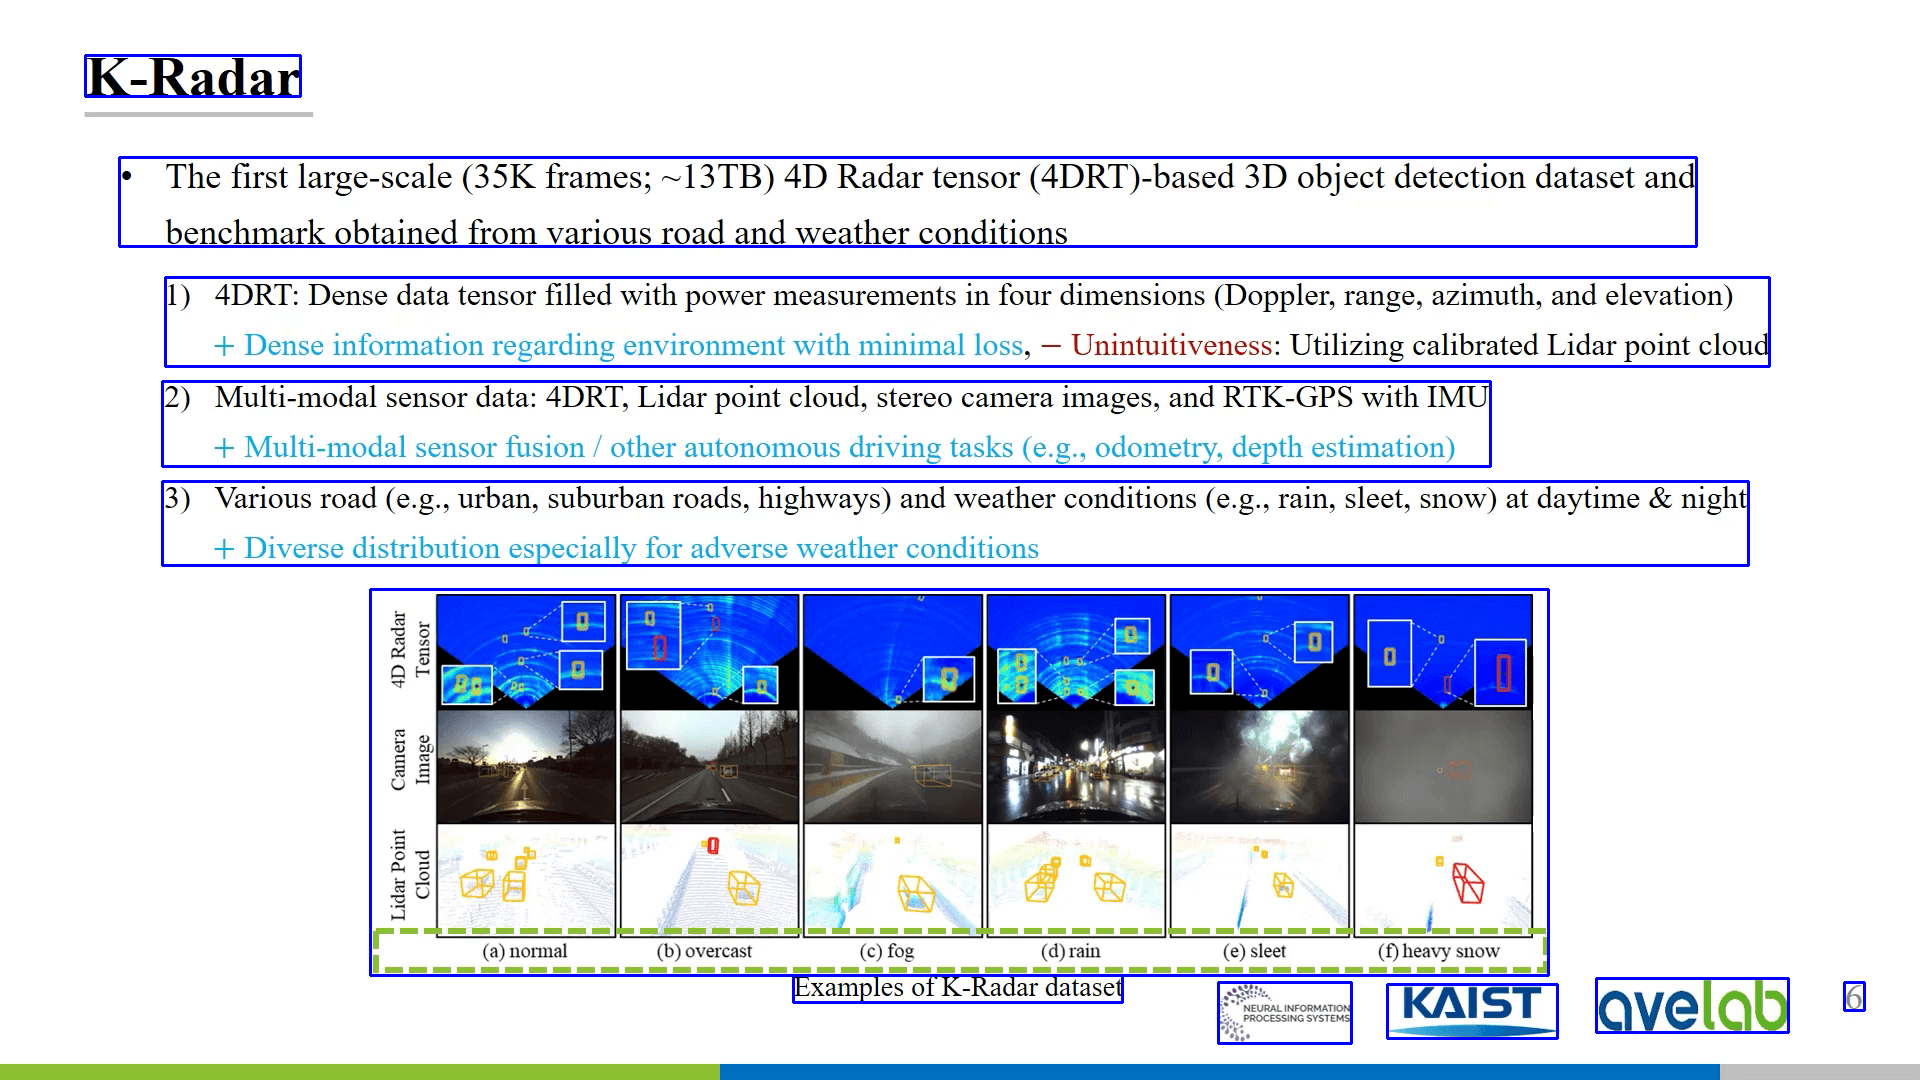 K-Radar
• The first large-scale (35K frames; ~13TB) 4D Radar tensor (4DRT)-based 3D object detection dataset and
benchmark obtained from various road and weather conditions
1) 4DRT: Dense data tensor filled with power measurements in four dimensions (Doppler, range, azimuth, and elevation)
+ Dense information regarding environment with minimal loss, − Unintuitiveness: Utilizing calibrated Lidar point cloud
2) Multi-modal sensor data: 4DRT, Lidar point cloud, stereo camera images, and RTK-GPS with IMU
+ Multi-modal sensor fusion / other autonomous driving tasks (e.g., odometry, depth estimation)
3) Various road (e.g., urban, suburban roads, highways) and weather conditions (e.g., rain, sleet, snow) at daytime & night
+ Diverse distribution especially for adverse weather conditions
4D Radar
Tensor
Camera
Image
Lidar Point
Cloud
(a) normal (b) overcast (c) fog (d) rain (e) sleet (f) heavy snow
Examples of K-Radar dataset
NEURAL INFORMATION
PROCESSING SYSTEMS
KAIST
avelab
6